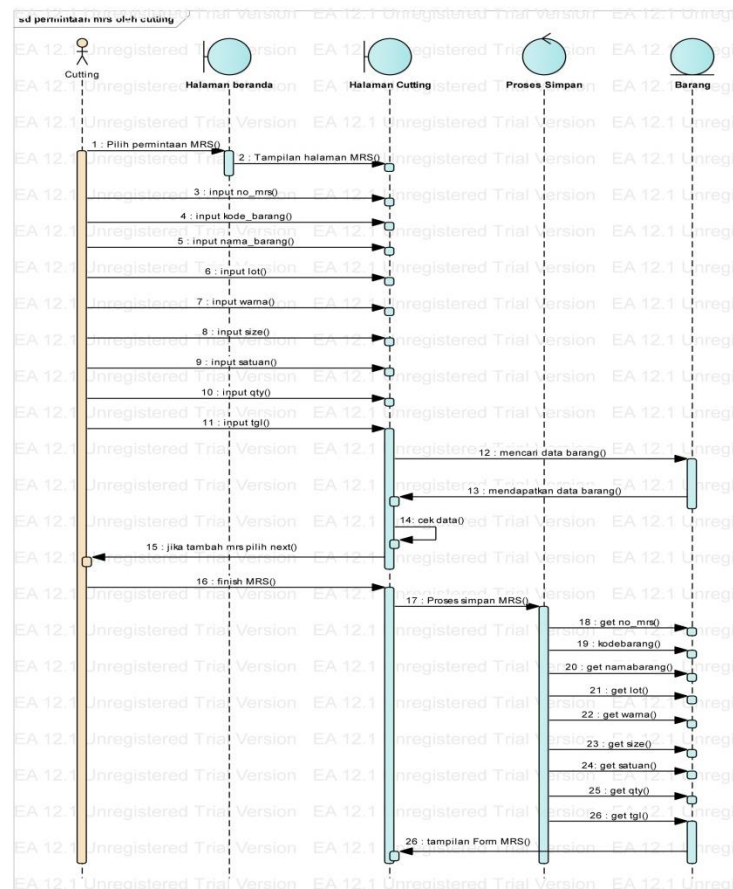 sd permintaan mrs oleh cutting
Cutting
Halaman beranda
Halaman Cutting
Proses Simpan
Barang
1 : Pilih permintaan MRS()
2 : Tampilan halaman MRS()
3 : input no_mrs()
4 : input kode_barang()
5 : input nama_barang()
6 : input lot()
7 : input warna()
8 : input size()
9 : input satuan()
10 : input qty()
11 : input tgl()
12 : mencari data barang()
13 : mendapatkan data barang()
14: cek data()
15 : jika tambah mrs pilih next()
16 : finish MRS()
17 : Proses simpan MRS()
18 : get no_mrs()
19 : kodebarang()
20 : get namabarang()
21 : get lot()
22 : get warna()
23 : get size()
24: get satuan()
25 : get qty()
26 : get tgl()
26 : tampilan Form MRS()
EA 12.1 Unregistered Trial Version